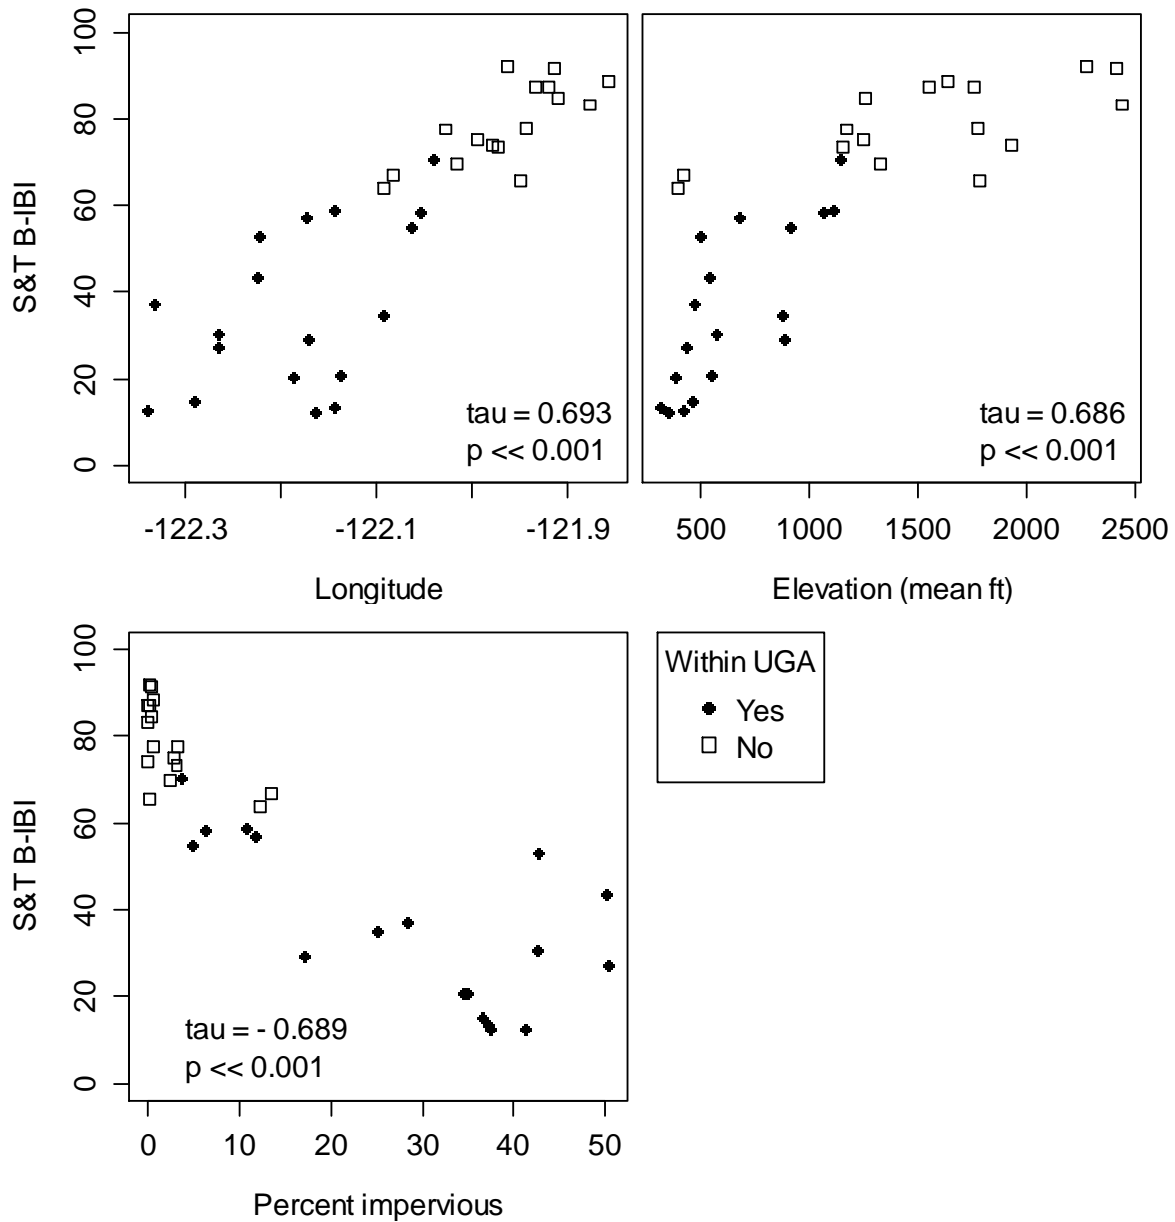 100
80
60
40
20
0
S&T B-IBI
tau = 0.693
p << 0.001
-122.3
-122.1
-121.9
Longitude
tau = 0.686
p << 0.001
500
1000
1500
2000
2500
Elevation (mean ft)
100
80
60
40
20
0
S&T B-IBI
tau = - 0.689
p << 0.001
0
10
20
30
40
50
Percent impervious
Within UGA
Yes
No